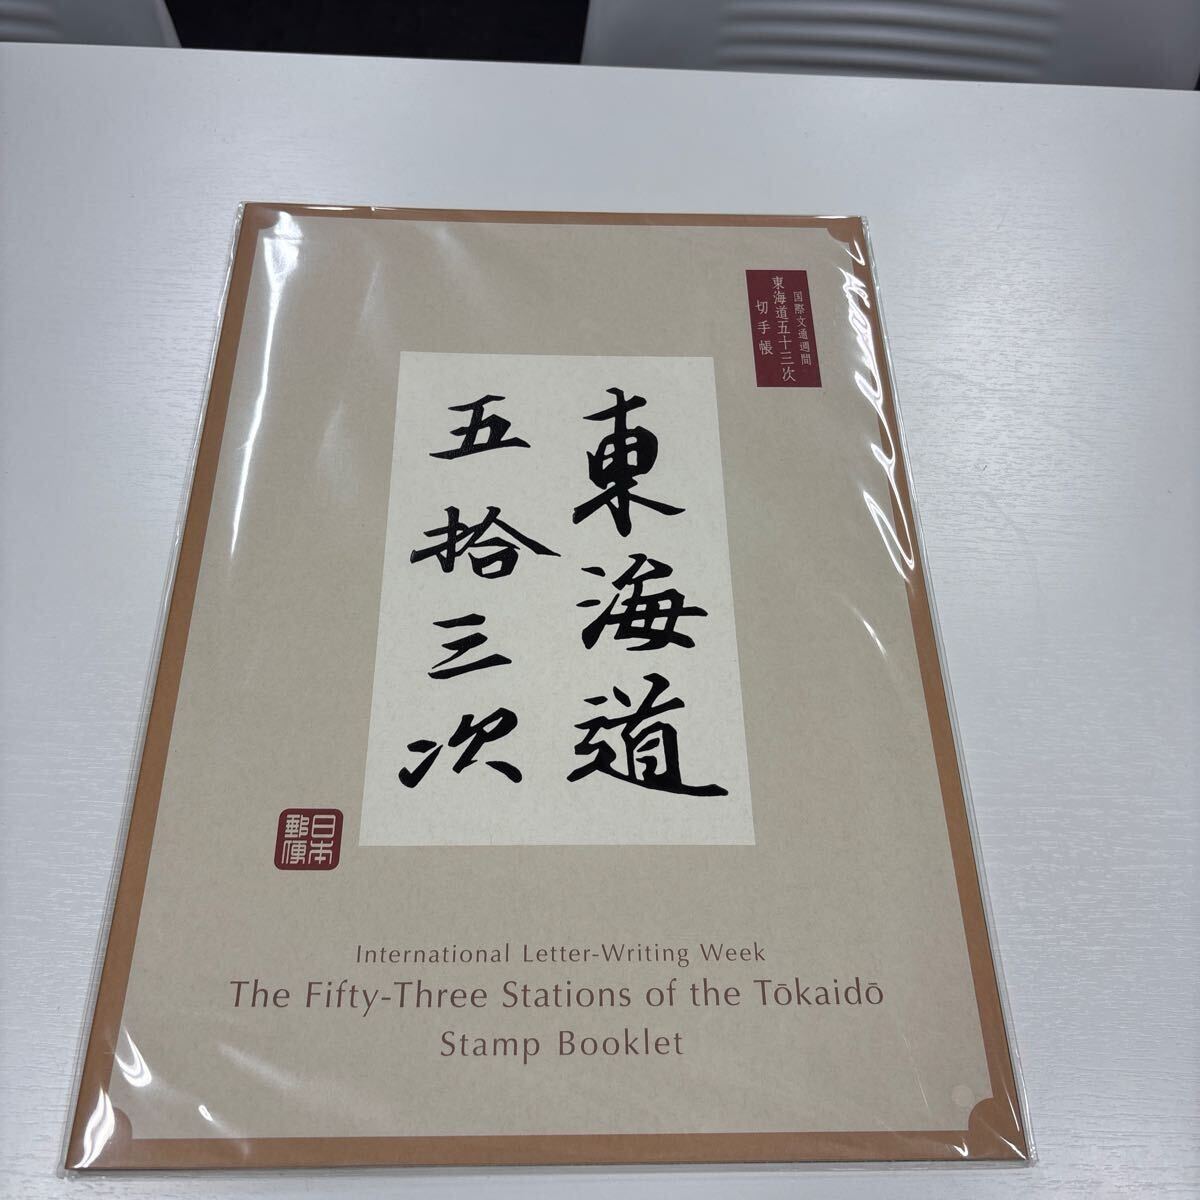 国際文通週間
東海道五十三次
切手帳
東海道
五拾三次
日本
郵便
International Letter-Writing Week
The Fifty-Three Stations of the Tōkaidō
Stamp Booklet